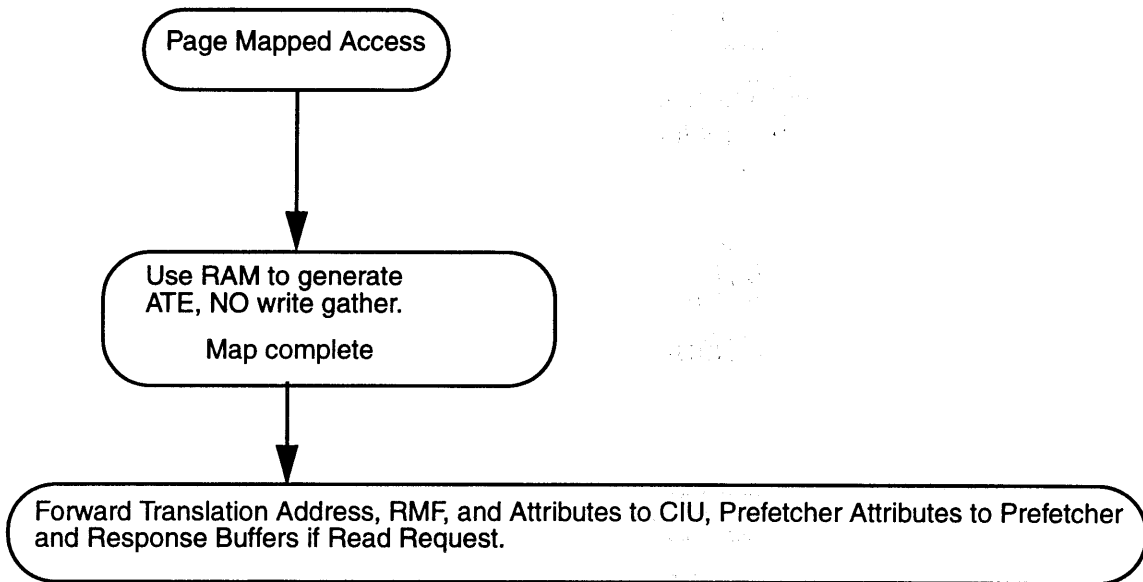 Page Mapped Access
Use RAM to generate
ATE, NO write gather.
Map complete
Forward Translation Address, RMF, and Attributes to CIU, Prefetcher Attributes to Prefetcher
and Response Buffers if Read Request.